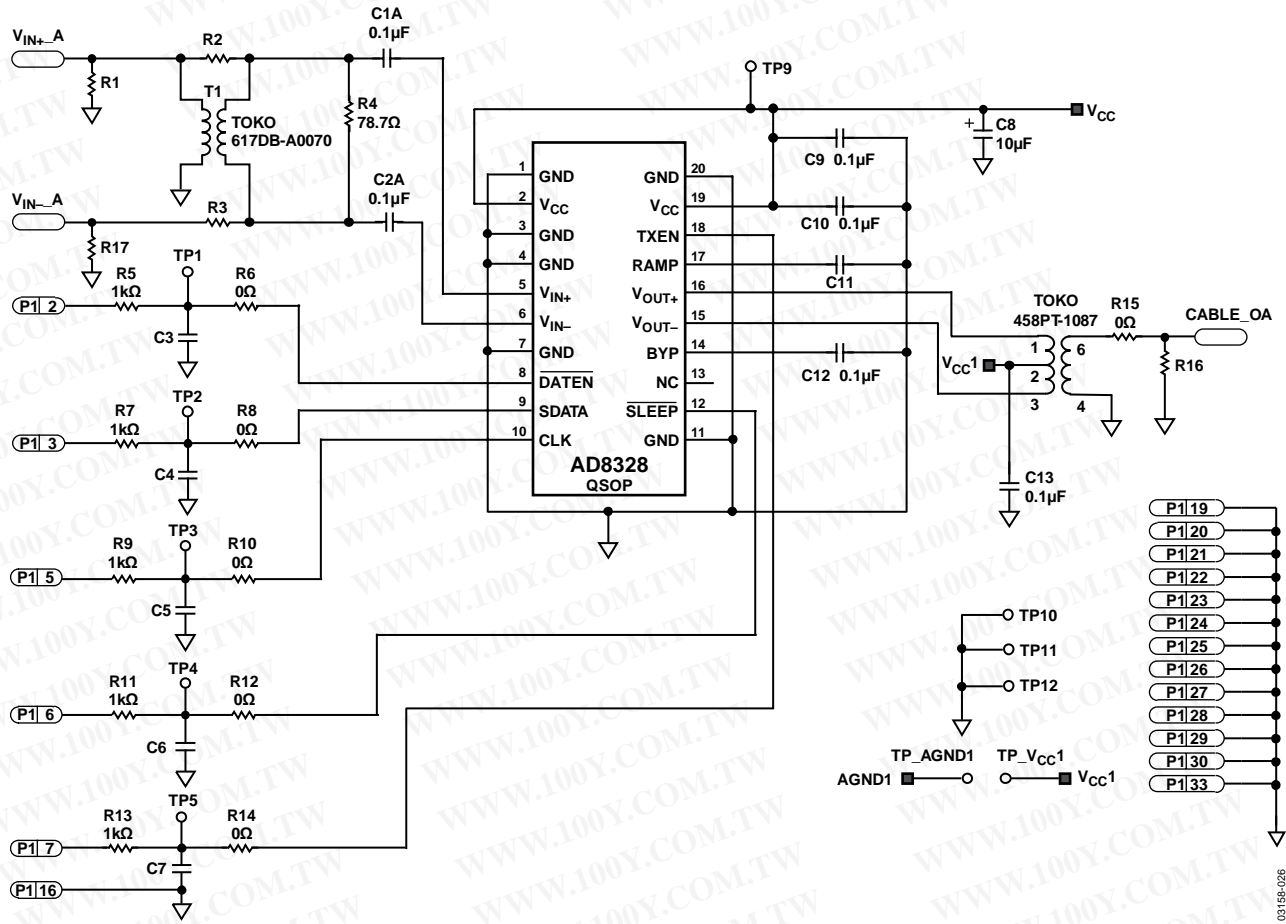 VIN+_A
R1
R2
T1
TOKO
617DB-A0070
R4
78.7Ω
C1A
0.1µF
C2A
0.1µF
VIN–_A
R3
R17
TP9
VCC
C8
10µF
+
C9 0.1µF
C10 0.1µF
C11
C12 0.1µF
1 GND
2 VCC
3 GND
4 GND
5 VIN+
6 VIN–
7 GND
8 DATEN
9 SDATA
10 CLK
20 GND
19 VCC
18 TXEN
17 RAMP
16 VOUT+
15 VOUT–
14 BYP
13 NC
12 SLEEP
11 GND
AD8328
QSOP
P1 2
R5
1kΩ
TP1
R6
0Ω
C3
P1 3
R7
1kΩ
TP2
R8
0Ω
C4
P1 5
R9
1kΩ
TP3
R10
0Ω
C5
P1 6
R11
1kΩ
TP4
R12
0Ω
C6
P1 7
R13
1kΩ
TP5
R14
0Ω
C7
P1 16
TOKO
458PT-1087
1
2
3
6
4
VCC1
C13
0.1µF
R15
0Ω
R16
CABLE_OA
TP10
TP11
TP12
TP_AGND1
AGND1
TP_VCC1
VCC1
P1 19
P1 20
P1 21
P1 22
P1 23
P1 24
P1 25
P1 26
P1 27
P1 28
P1 29
P1 30
P1 33
03158-026
WWW.100Y.COM.TW